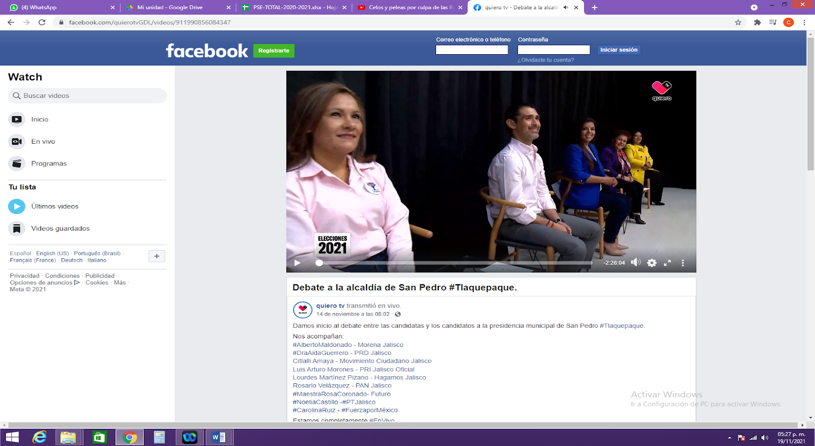 (4) WhatsApp
Mi unidad - Google Drive
PSE-TOTAL-2020-2021.xlsx - Hoj
Celos y peleas por culpa de las R
quiero tv - Debate a la alcald
facebook.com/quierotvGDL/videos/911990856084347
facebook
Regístrarte
Correo electrónico o teléfono
Contraseña
Iniciar sesión
¿Olvidaste tu cuenta?
Watch
Buscar videos
Inicio
En vivo
Programas
Tu lista
Últimos videos
Videos guardados
Español · English (US) · Português (Brasil) ·
Français (France) · Deutsch · Italiano
Privacidad · Condiciones · Publicidad ·
Opciones de anuncios · Cookies · Más ·
Meta © 2021
quiero
ELECCIONES
2021
-2:26:04
Debate a la alcaldía de San Pedro #Tlaquepaque.
quiero tv transmitió en vivo.
14 de noviembre a las 08:02 ·
Damos inicio al debate entre las candidatas y los candidatos a la presidencia municipal de San Pedro #Tlaquepaque.
Nos acompañan:
#AlbertoMaldonado - Morena Jalisco
#DraAidaGuerrero - PRD Jalisco
Citlalli Amaya - Movimiento Ciudadano Jalisco
Luis Arturo Morones - PRI Jalisco Oficial
Lourdes Martínez Pizano - Hagamos Jalisco
Rosario Velázquez - PAN Jalisco
#MaestraRosaCoronado- Futuro
#NoeliaCastillo -#PTJalisco
#CarolinaRuiz - #FuerzaporMéxico
Estamos completamente #EnVivo
Activar Windows
Ir a Configuración de PC para activar Windows.
05:27 p. m.
19/11/2021